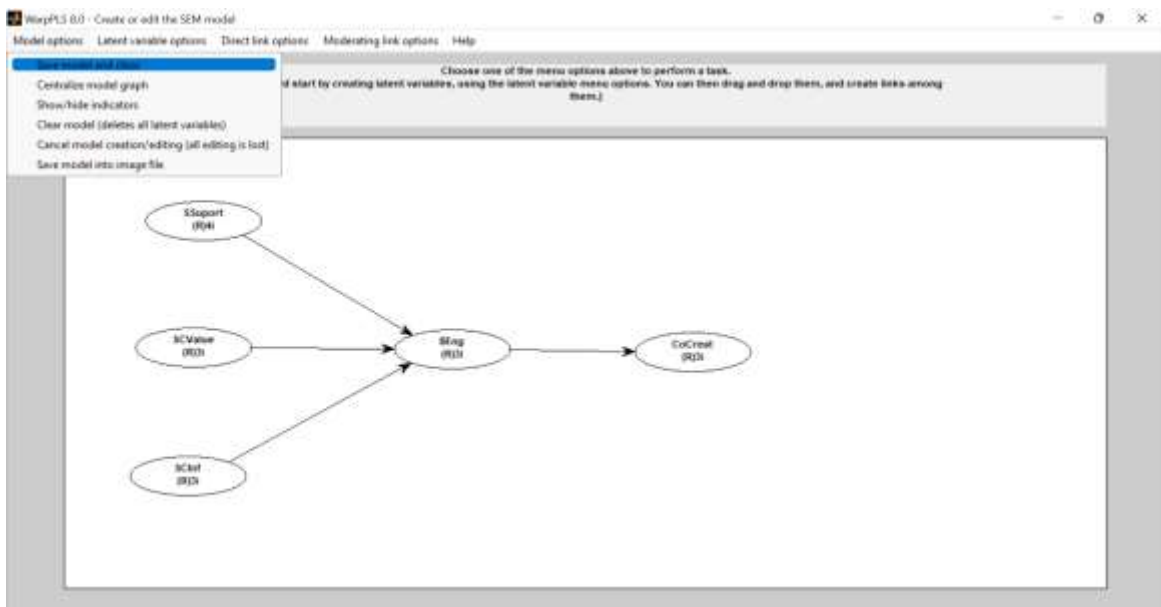 WarpPLS 8.0 - Create or edit the SEM model
Model options Latent variable options Direct link options Moderating link options Help
Save model and close
Centralize model graph
Show/hide indicators
Clear model (deletes all latent variables)
Cancel model creation/editing (all editing is lost)
Save model into image file
Choose one of the menu options above to perform a task.
d start by creating latent variables, using the latent variable menu options. You can then drag and drop them, and create links among
them.)
SSuport
(R)4i
SCValue
(R)3i
SEng
(R)3i
CoCreat
(R)3i
SCInf
(R)3i